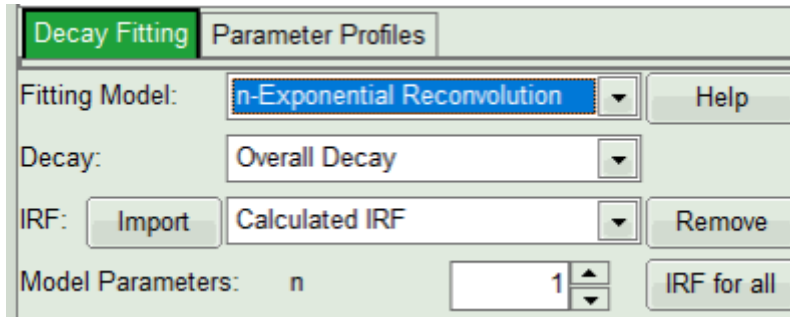 Decay Fitting Parameter Profiles
Fitting Model: n-Exponential Reconvolution Help
Decay: Overall Decay
IRF: Import Calculated IRF Remove
Model Parameters: n 1 IRF for all